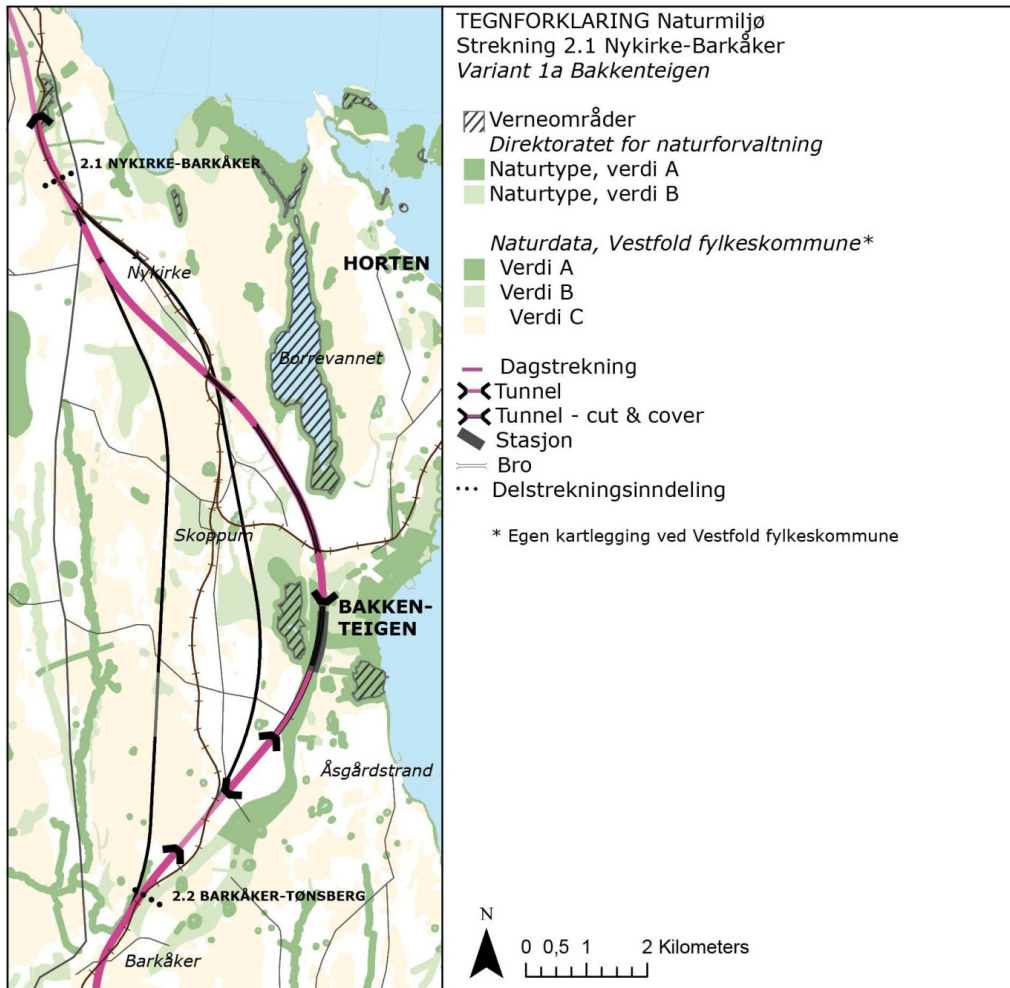 TEGNFORKLARING Naturmiljø
Strekning 2.1 Nykirke-Barkåker
Variant 1a Bakkenteigen
Verneområder
Direktoratet for naturforvaltning
Naturtype, verdi A
Naturtype, verdi B
Naturdata, Vestfold fylkeskommune*
Verdi A
Verdi B
Verdi C
Dagstrekning
Tunnel
Tunnel - cut & cover
Stasjon
Bro
Delstrekningsinndeling
* Egen kartlegging ved Vestfold fylkeskommune
N
0 0,5 1 2 Kilometers
2.1 NYKIRKE-BARKÅKER
Nykirke
HORTEN
Borrevannet
Skoppum
BAKKEN-
TEIGEN
Åsgårdstrand
2.2 BARKÅKER-TØNSBERG
Barkåker